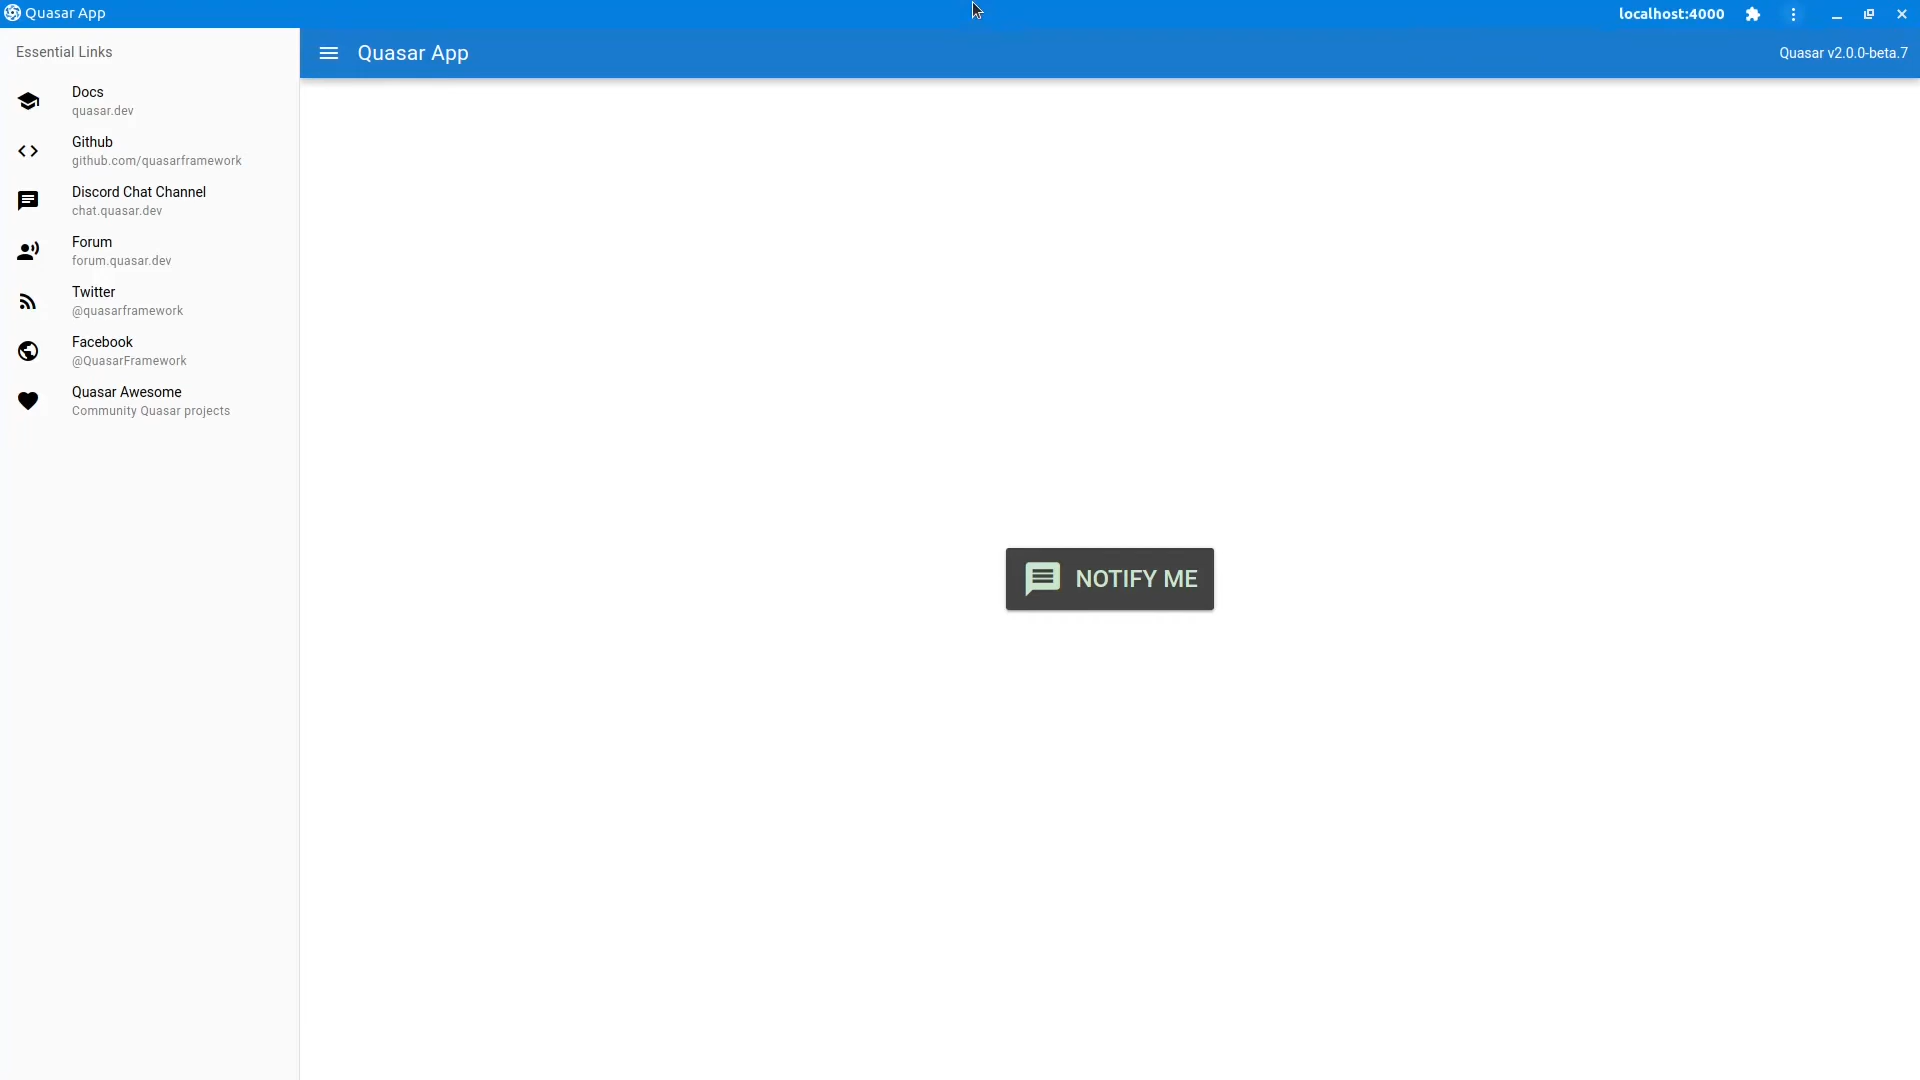 Quasar App
localhost:4000
Essential Links
Quasar App
Quasar v2.0.0-beta.7
Docs
quasar.dev
Github
github.com/quasarframework
Discord Chat Channel
chat.quasar.dev
Forum
forum.quasar.dev
Twitter
@quasarframework
Facebook
@QuasarFramework
Quasar Awesome
Community Quasar projects
NOTIFY ME